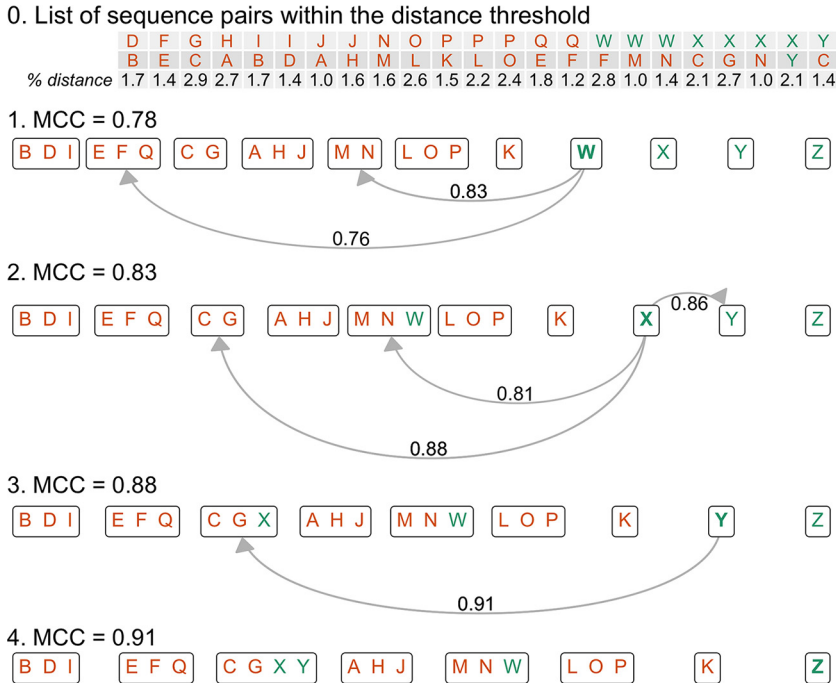 0. List of sequence pairs within the distance threshold
D F G H I I J J N O P P P Q Q W W W X X X X Y
B E C A B D A H M L K L O E F F M N C G N Y C
% distance 1.7 1.4 2.9 2.7 1.7 1.4 1.0 1.6 1.6 2.6 1.5 2.2 2.4 1.8 1.2 2.8 1.0 1.4 2.1 2.7 1.0 2.1 1.4
1. MCC = 0.78
B D I E F Q C G A H J M N L O P K W X Y Z
0.83
0.76
2. MCC = 0.83
0.86
B D I E F Q C G A H J M N W L O P K X Y Z
0.81
0.88
3. MCC = 0.88
B D I E F Q C G X A H J M N W L O P K Y Z
0.91
4. MCC = 0.91
B D I E F Q C G X Y A H J M N W L O P K Z